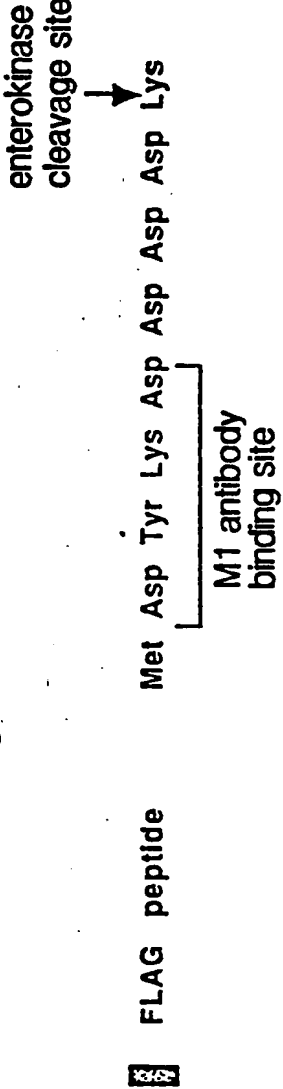 enterokinase
cleavage site
FLAG peptide Met Asp Tyr Lys Asp Asp Asp Asp Lys
M1 antibody
binding site